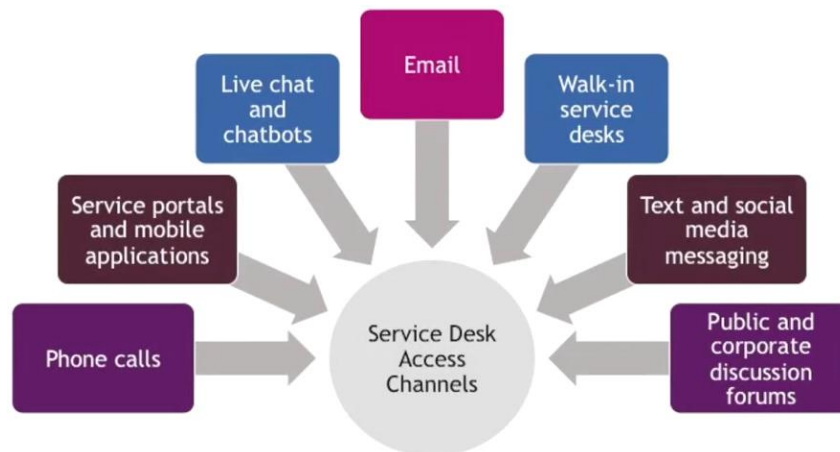 Email
Live chat
and
chatbots
Walk-in
service
desks
Service portals
and mobile
applications
Text and social
media
messaging
Phone calls
Service Desk
Access
Channels
Public and
corporate
discussion
forums